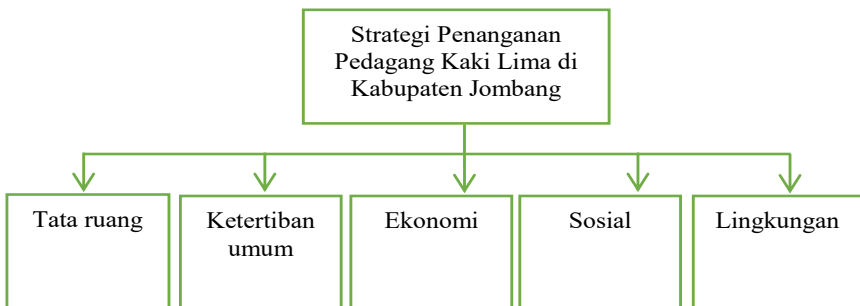 Strategi Penanganan
Pedagang Kaki Lima di
Kabupaten Jombang
Tata ruang
Ketertiban
umum
Ekonomi
Sosial
Lingkungan